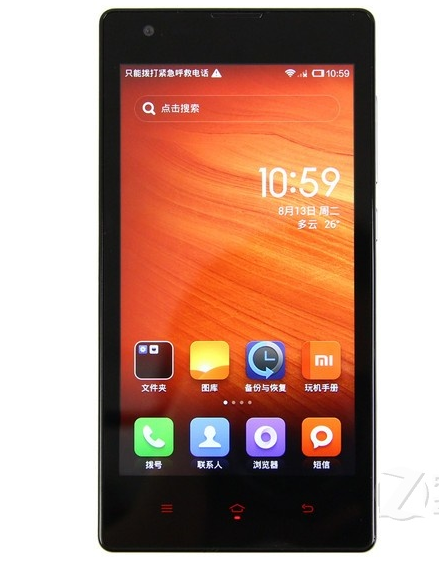 只能拨打紧急呼救电话 10:59
点击搜索
10:59
8月13日 周二
多云 26°
文件夹 图库 备份与恢复 玩机手册
拨号 联系人 浏览器 短信